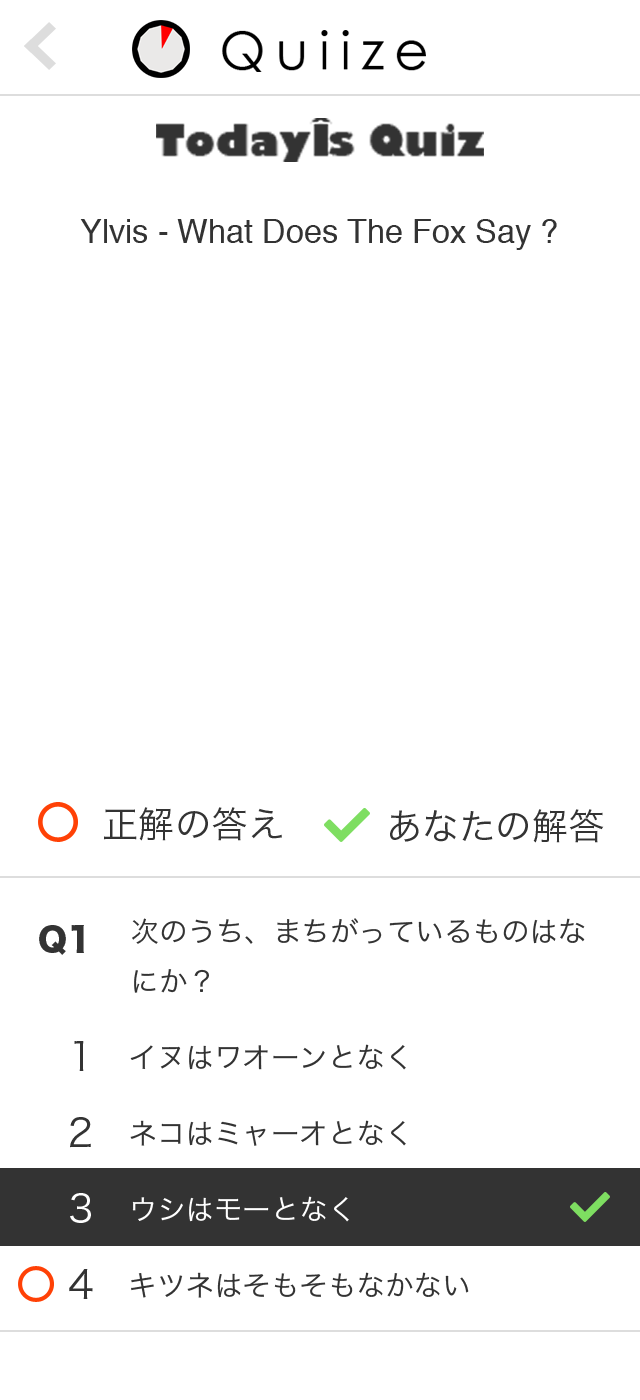 Quiize
TodayÎs Quiz
Ylvis - What Does The Fox Say ?
正解の答え あなたの解答
Q1 次のうち、まちがっているものはな
にか？
1 イヌはワオーンとなく
2 ネコはミャーオとなく
3 ウシはモーとなく
4 キツネはそもそもなかない